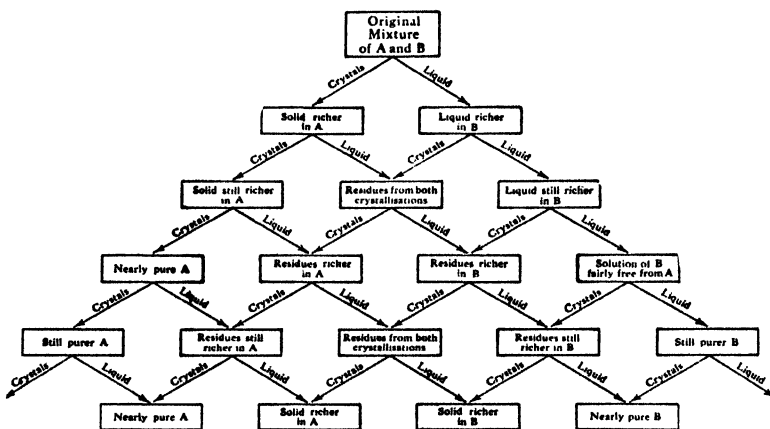 Original
Mixture
of A and B
Crystals
Liquid
Solid richer
in A
Liquid richer
in B
Crystals
Liquid
Crystals
Liquid
Solid still richer
in A
Residues from both
crystallisations
Liquid still richer
in B
Crystals
Liquid
Crystals
Liquid
Crystals
Liquid
Nearly pure A
Residues richer
in A
Residues richer
in B
Solution of B
fairly free from A
Crystals
Liquid
Crystals
Liquid
Crystals
Liquid
Crystals
Liquid
Still purer A
Residues still
richer in A
Residues from both
crystallisations
Residues still
richer in B
Still purer B
Crystals
Liquid
Crystals
Liquid
Crystals
Liquid
Crystals
Liquid
Crystals
Liquid
Nearly pure A
Solid richer
in A
Solid richer
in B
Nearly pure B